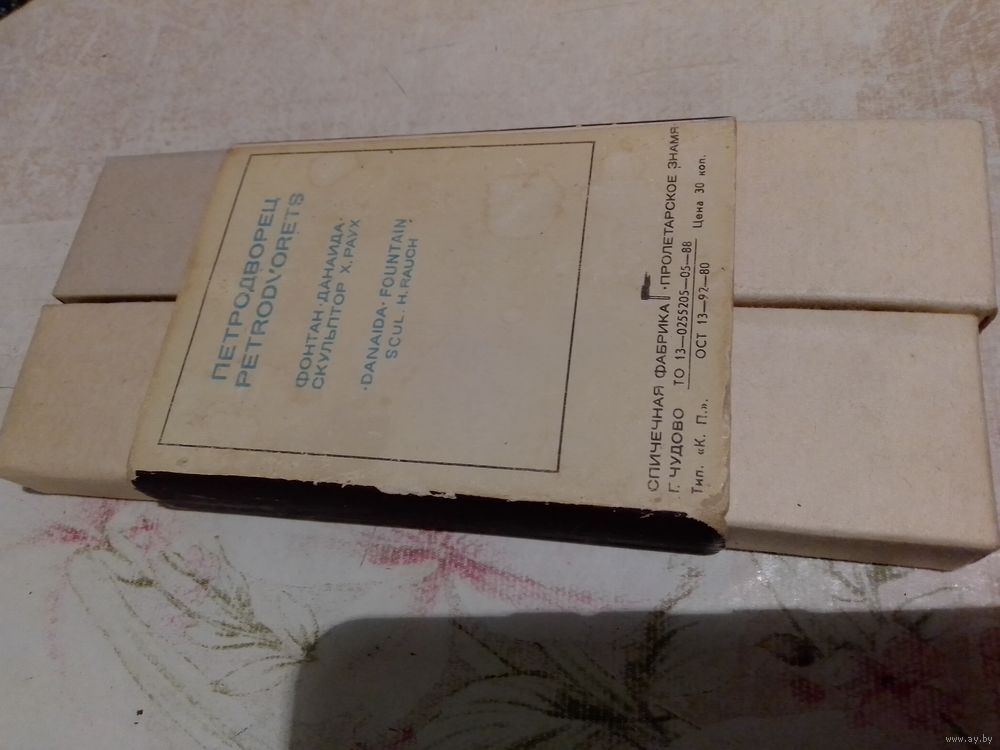 ПЕТРОДВОРЕЦ
PETRODVORETS
ФОНТАН·ДАНАИДА·
СКУЛЬПТОР Х.РАУХ
·DANAIDA·FOUNTAIN
SCUL. H.RAUCH
СПИЧЕЧНАЯ ФАБРИКА·ПРОЛЕТАРСКОЕ ЗНАМЯ
Г. ЧУДОВО ТО 13—0255205—05—88
ОСТ 13—92—80 Цена 30 коп.
Тип. «К. П.».
www.ay.by